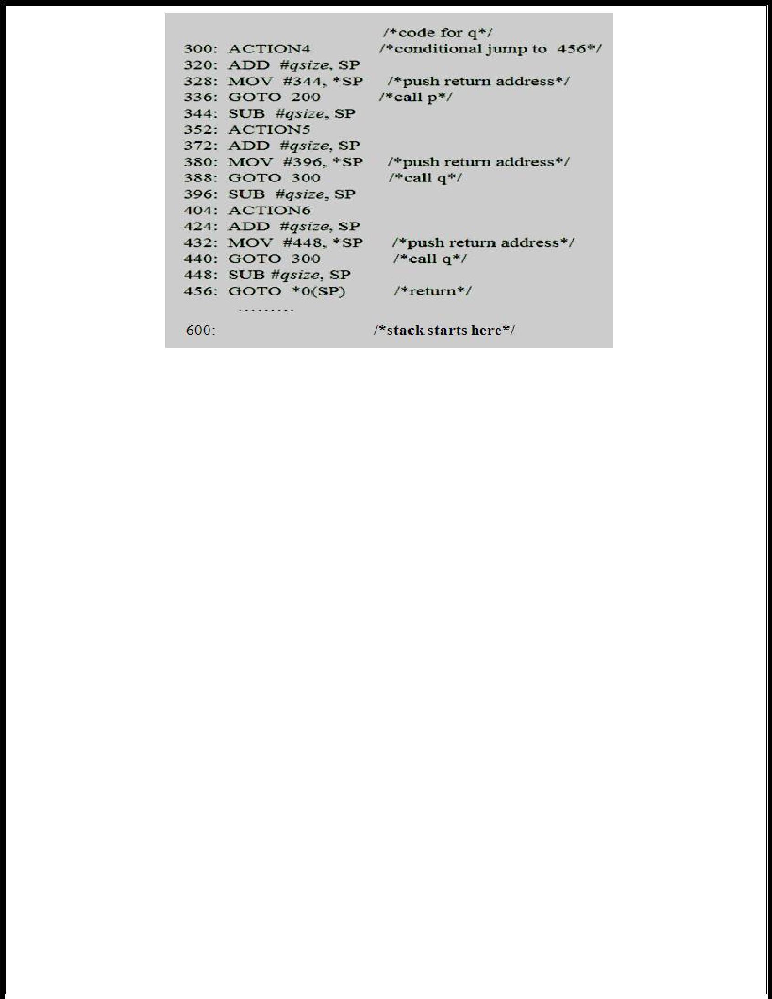 /*code for q*/
300: ACTION4 /*conditional jump to 456*/
320: ADD #qsize, SP
328: MOV #344, *SP /*push return address*/
336: GOTO 200 /*call p*/
344: SUB #qsize, SP
352: ACTION5
372: ADD #qsize, SP
380: MOV #396, *SP /*push return address*/
388: GOTO 300 /*call q*/
396: SUB #qsize, SP
404: ACTION6
424: ADD #qsize, SP
432: MOV #448, *SP /*push return address*/
440: GOTO 300 /*call q*/
448: SUB #qsize, SP
456: GOTO *0(SP) /*return*/
.........
600: /*stack starts here*/